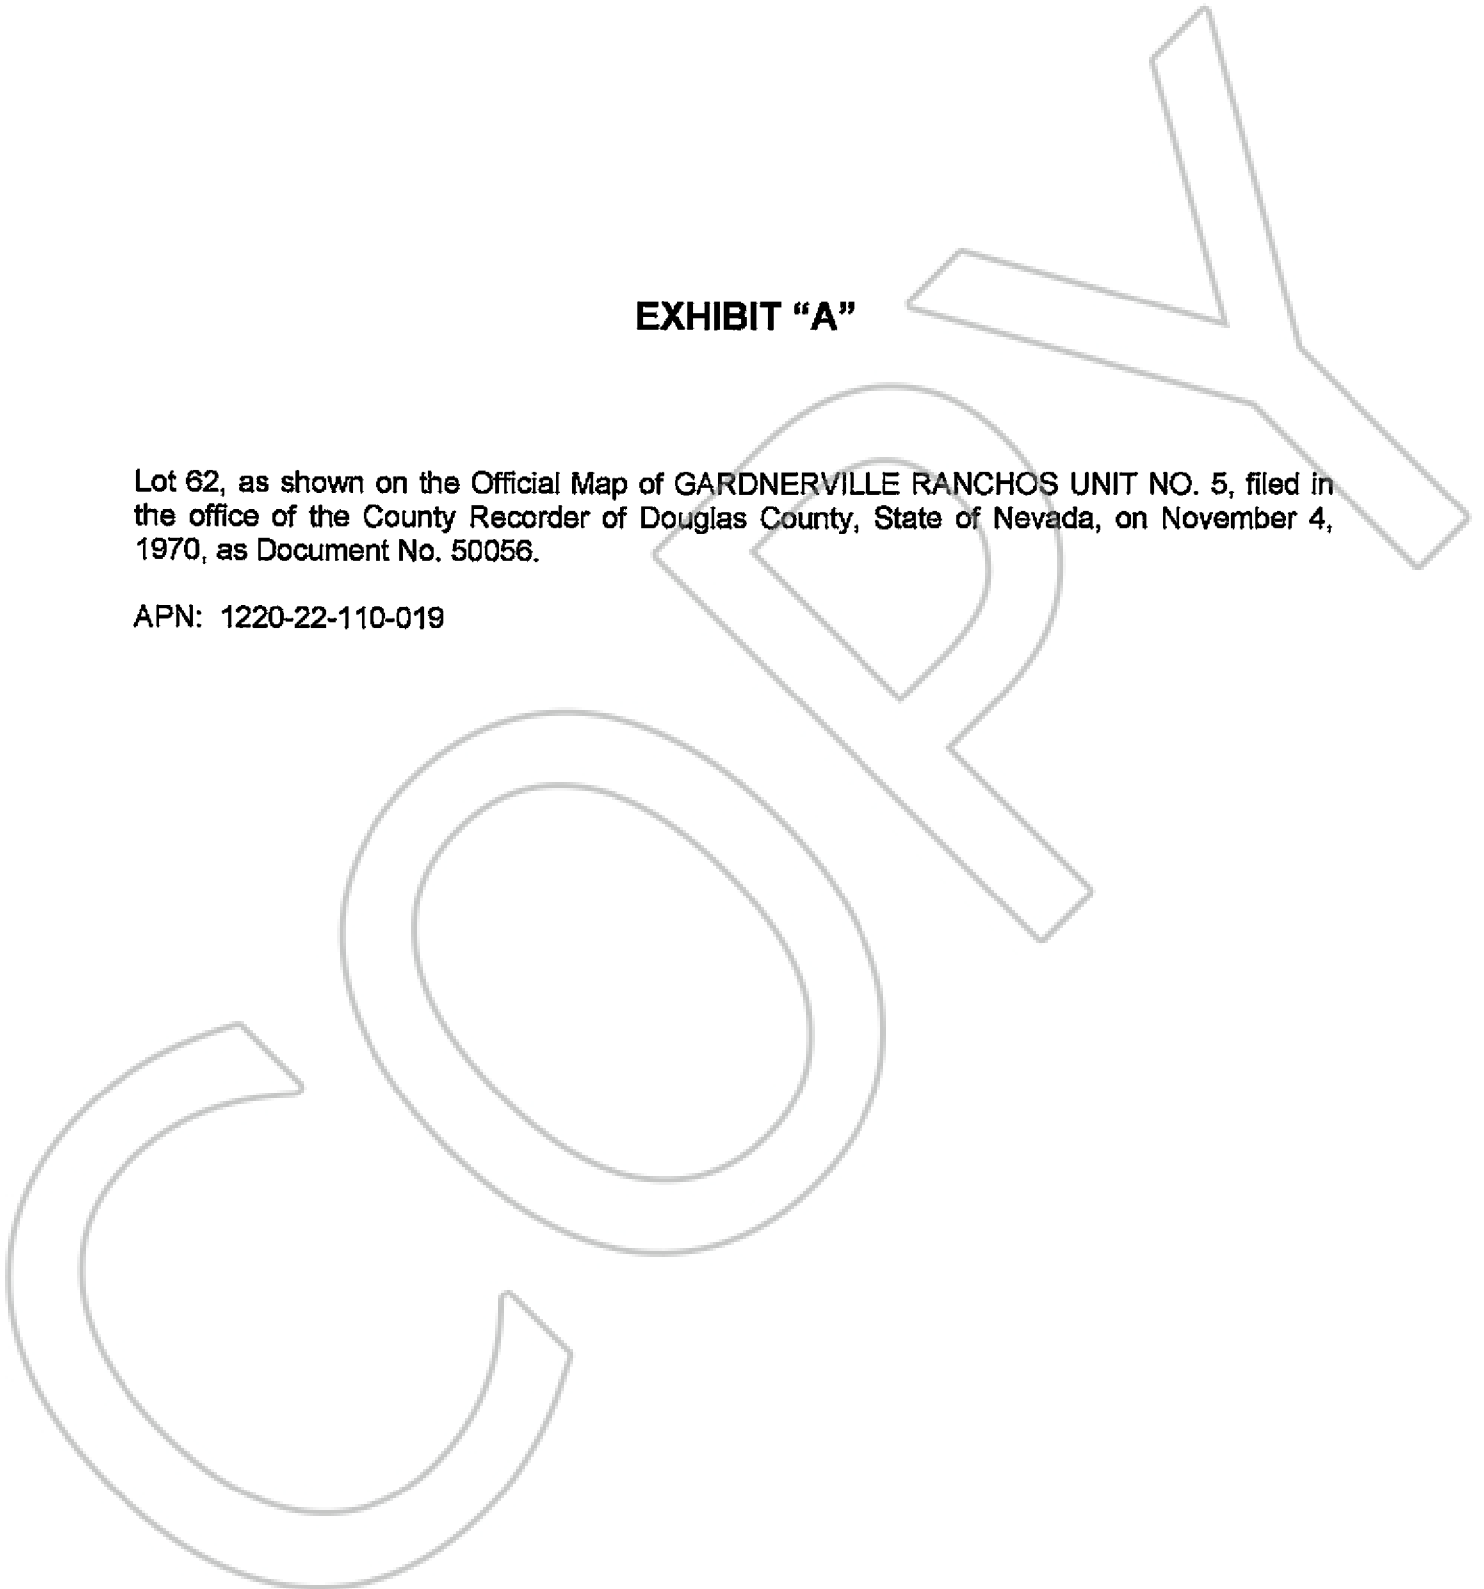 EXHIBIT “A”
Lot 62, as shown on the Official Map of GARDNERVILLE RANCHOS UNIT NO. 5, filed in
the office of the County Recorder of Douglas County, State of Nevada, on November 4,
1970, as Document No. 50056.
APN: 1220-22-110-019
COPY